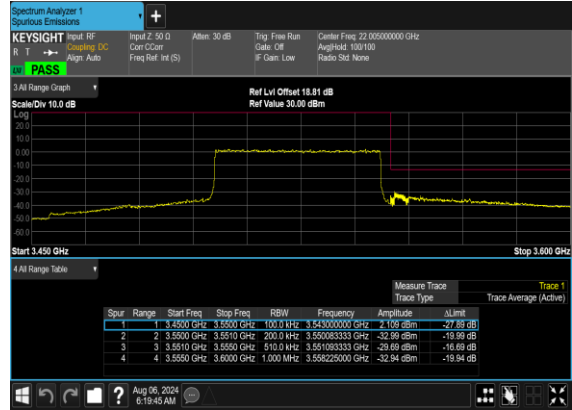 Spectrum Analyzer 1
Spurious Emissions
+
KEYSIGHT Input: RF Input Z: 50 Ω Atten: 30 dB Trig: Free Run Center Freq: 22.005000000 GHz
R T Coupling: DC Corr CCorr Gate: Off Avg|Hold: 100/100
Align: Auto Freq Ref: Int (S) IF Gain: Low Radio Std: None
LW PASS
3 All Range Graph
Ref Lvl Offset 18.81 dB
Scale/Div 10.0 dB Ref Value 30.00 dBm
Log
20.0
10.0
0.00
-10.0
-20.0
-30.0
-40.0
-50.0
-60.0
Start 3.450 GHz Stop 3.600 GHz
4 All Range Table
Measure Trace Trace 1
Trace Type Trace Average (Active)
Spur Range Start Freq Stop Freq RBW Frequency Amplitude ΔLimit
1 1 3.4500 GHz 3.5500 GHz 100.0 kHz 3.543000000 GHz 2.109 dBm -27.89 dB
2 2 3.5500 GHz 3.5510 GHz 200.0 kHz 3.550083333 GHz -32.99 dBm -19.99 dB
3 3 3.5510 GHz 3.5550 GHz 510.0 kHz 3.551093333 GHz -29.69 dBm -16.69 dB
4 4 3.5550 GHz 3.6000 GHz 1.000 MHz 3.558225000 GHz -32.94 dBm -19.94 dB
? Aug 06, 2024
6:19:45 AM